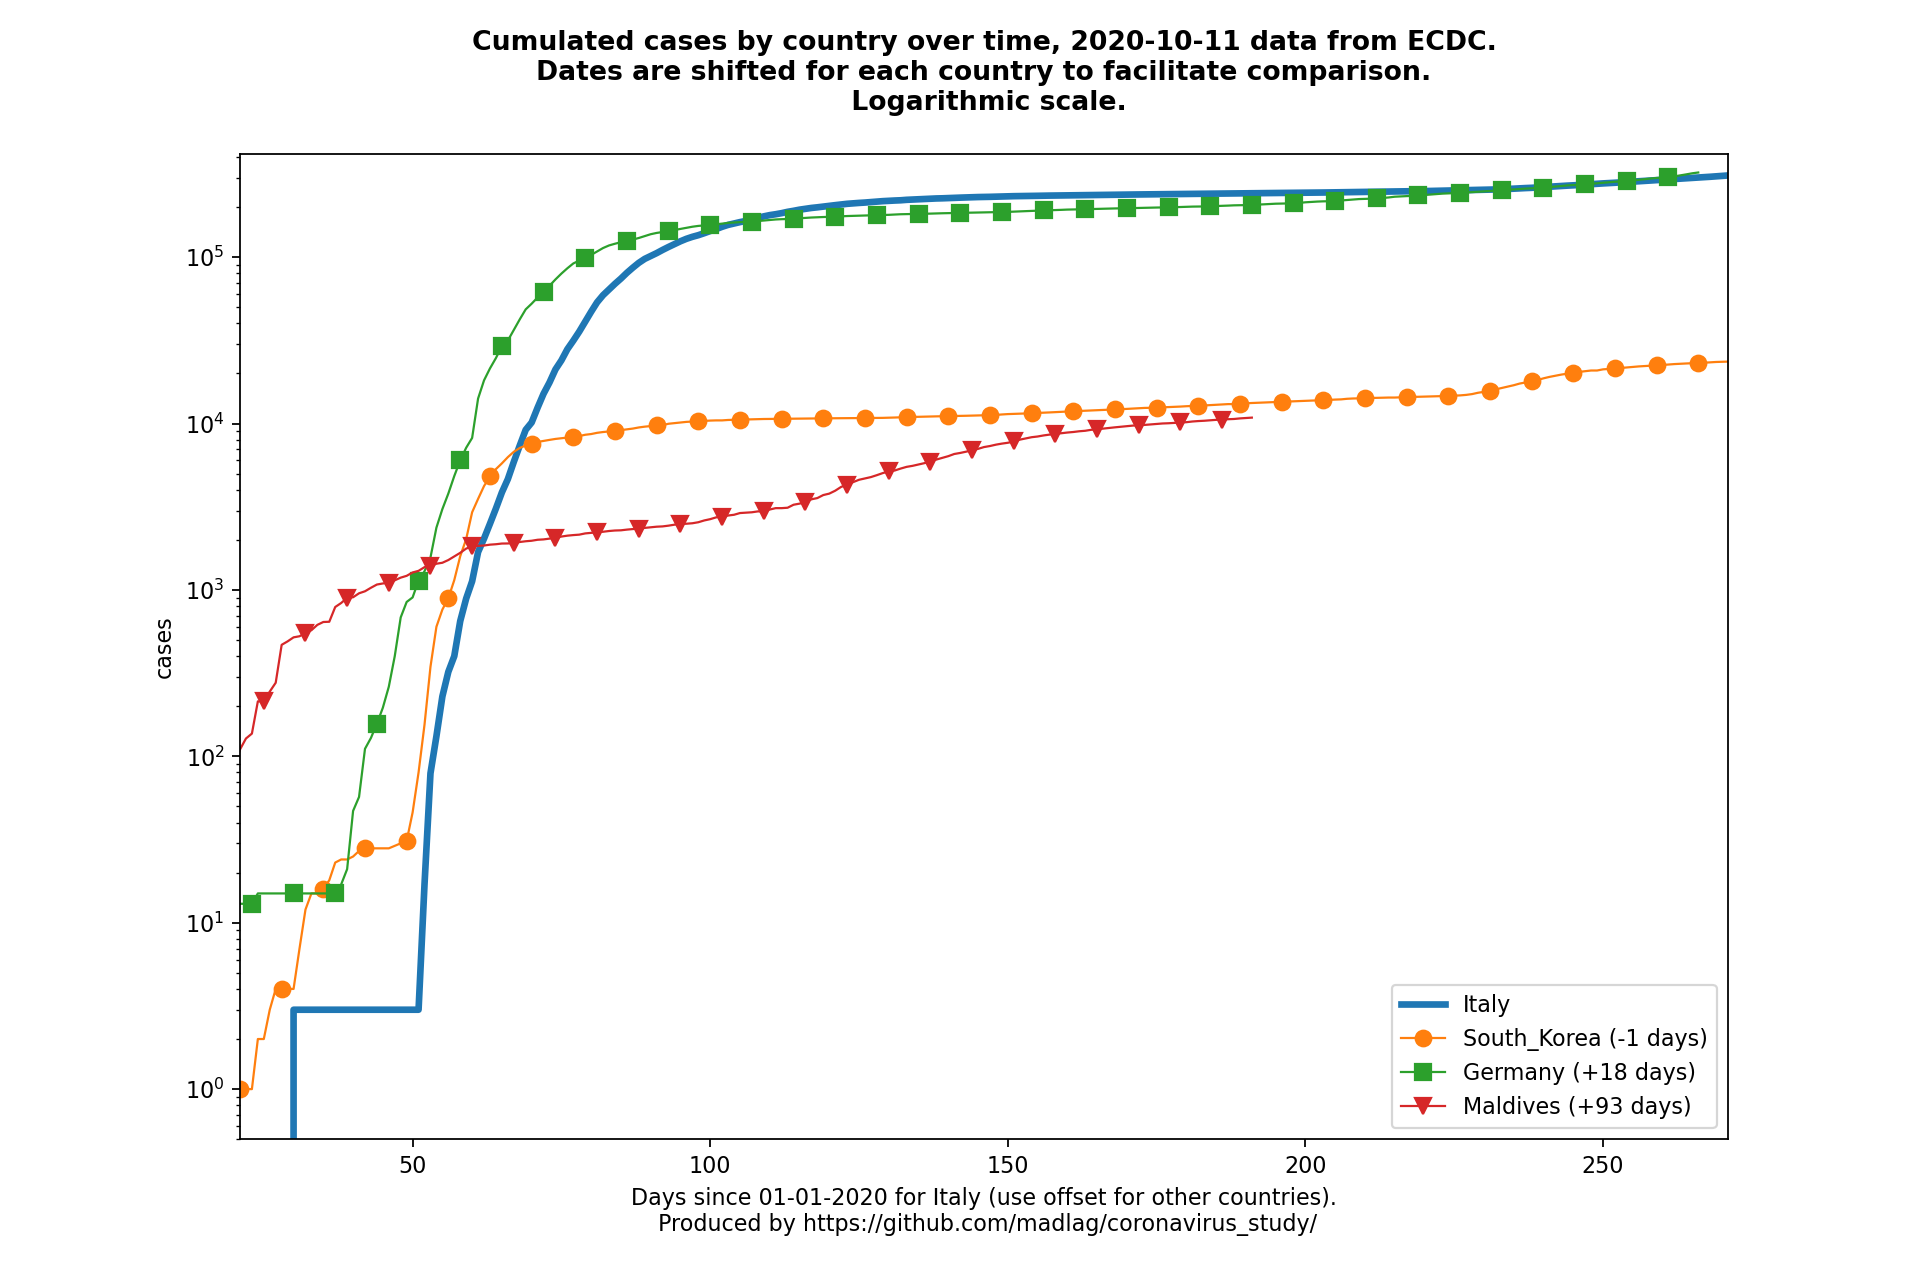 Cumulated cases by country over time, 2020-10-11 data from ECDC.
Dates are shifted for each country to facilitate comparison.
Logarithmic scale.
cases
10^5
10^4
10^3
10^2
10^1
10^0
50 100 150 200 250
Italy
South_Korea (-1 days)
Germany (+18 days)
Maldives (+93 days)
Days since 01-01-2020 for Italy (use offset for other countries).
Produced by https://github.com/madlag/coronavirus_study/